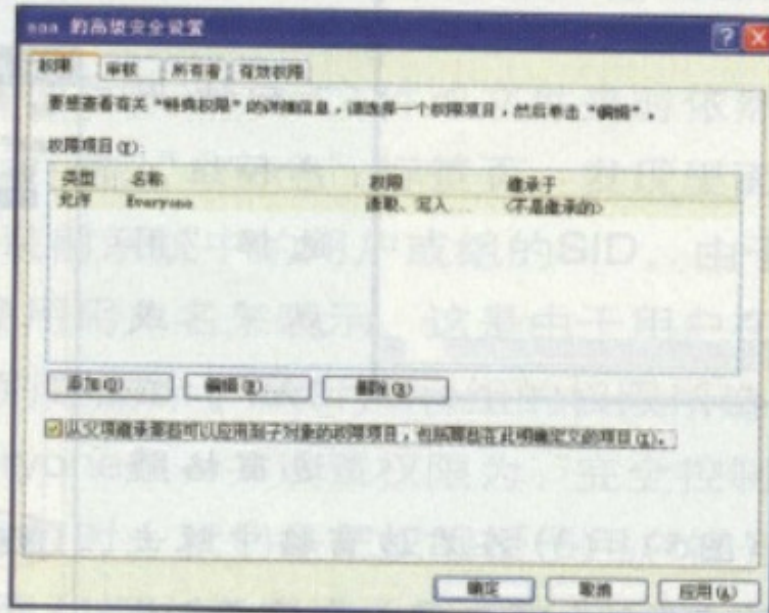 aaa 的高级安全设置
权限 审核 所有者 有效权限
要想查看有关“特殊权限”的详细信息，请选择一个权限项目，然后单击“编辑”。
权限项目(T):
类型 名称 权限 继承于
允许 Everyone 读取、写入... <不是继承的>
添加(D)... 编辑(E)... 删除(R)
从父项继承那些可以应用到子对象的权限项目，包括那些在此明确定义的项目(I)。
确定 取消 应用(A)